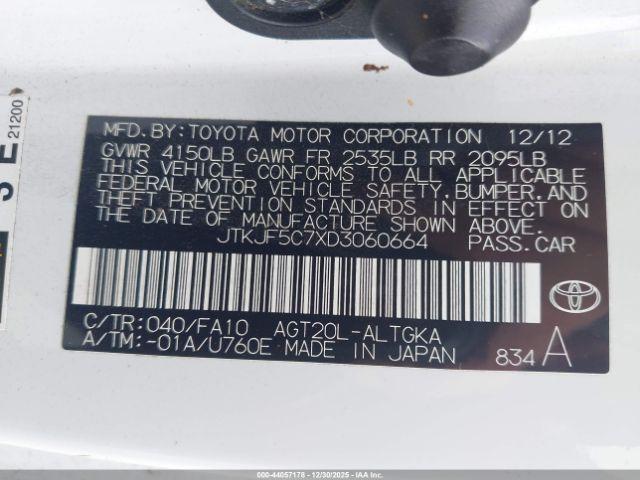 MFD. BY: TOYOTA MOTOR CORPORATION 12/12
GVWR 4150LB GAWR FR 2535LB RR 2095LB
THIS VEHICLE CONFORMS TO ALL APPLICABLE
FEDERAL MOTOR VEHICLE SAFETY, BUMPER, AND
THEFT PREVENTION STANDARDS IN EFFECT ON
THE DATE OF MANUFACTURE SHOWN ABOVE.
JTKJF5C7XD3060664 PASS.CAR
C/TR: 040/FA10 AGT20L-ALTGKA
A/TM: -01A/U760E MADE IN JAPAN 834 A
21200
000-44057178 - 12/30/2025 - IAAI.COM